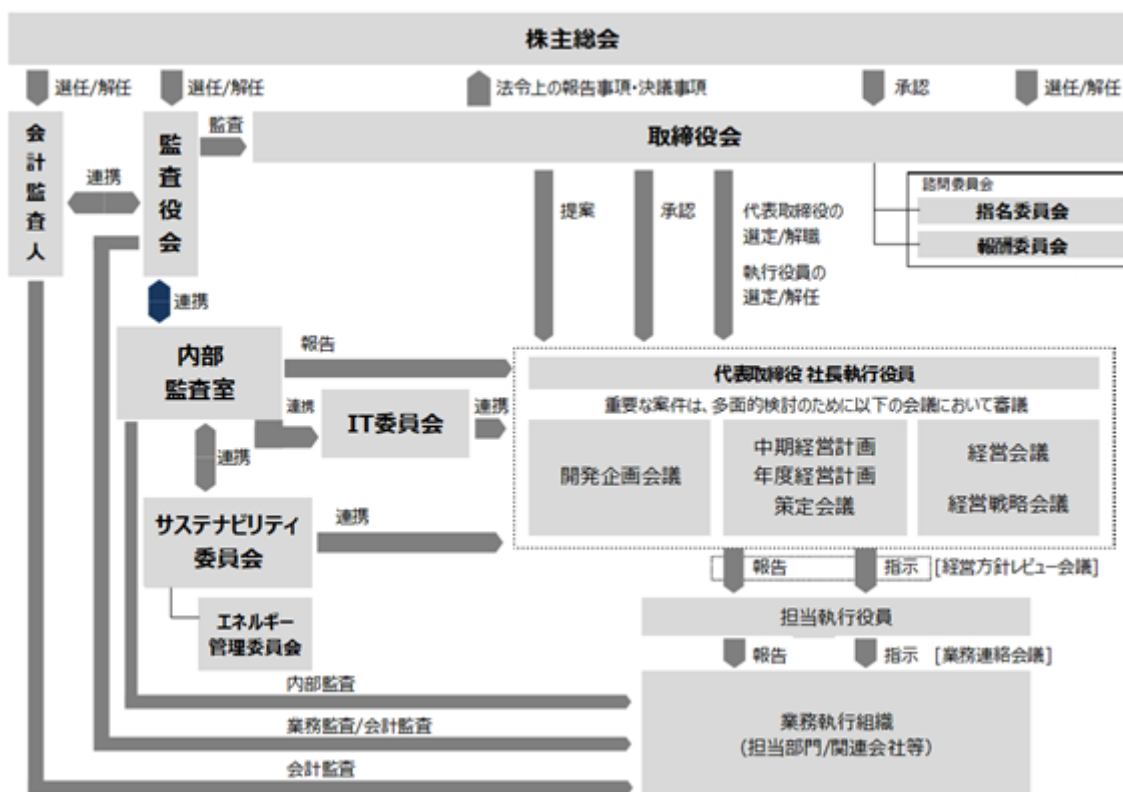 株主総会
選任/解任
選任/解任
法令上の報告事項・決議事項
承認
選任/解任
会計監査人
監査役会
監査
取締役会
連携
諮問委員会
指名委員会
報酬委員会
提案
承認
代表取締役の
選定/解職
執行役員の
選定/解任
連携
内部
監査室
報告
連携
IT委員会
連携
代表取締役 社長執行役員
重要な案件は、多面的検討のために以下の会議において審議
開発企画会議
中期経営計画
年度経営計画
策定会議
経営会議
経営戦略会議
連携
サステナビリティ
委員会
連携
エネルギー
管理委員会
報告
指示
[経営方針レビュー会議]
担当執行役員
報告
指示
[業務連絡会議]
内部監査
業務監査/会計監査
会計監査
業務執行組織
(担当部門/関連会社等)